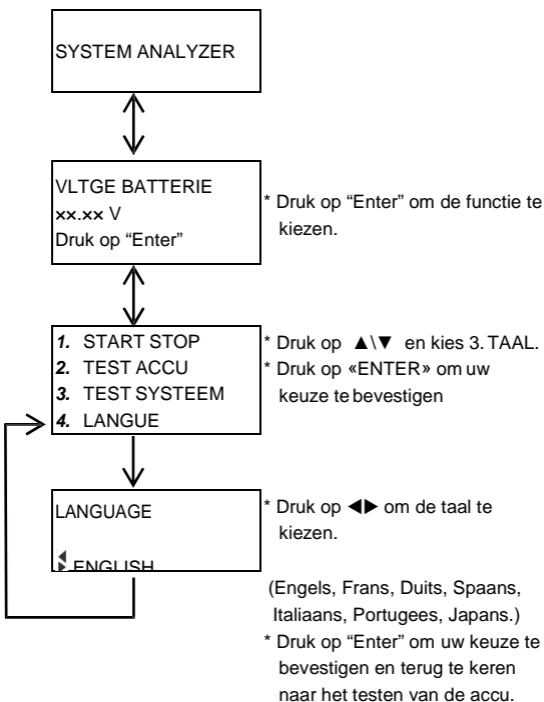 SYSTEM ANALYZER
VLTGE BATTERIE
xx.xx V
Druk op “Enter”
* Druk op “Enter” om de functie te
kiezen.
1. START STOP
2. TEST ACCU
3. TEST SYSTEEM
4. LANGUE
* Druk op ▲\▼ en kies 3. TAAL.
* Druk op «ENTER» om uw
keuze te bevestigen
LANGUAGE
ENGLISH
* Druk op ◀▶ om de taal te
kiezen.
(Engels, Frans, Duits, Spaans,
Italiaans, Portugees, Japans.)
* Druk op “Enter” om uw keuze te
bevestigen en terug te keren
naar het testen van de accu.